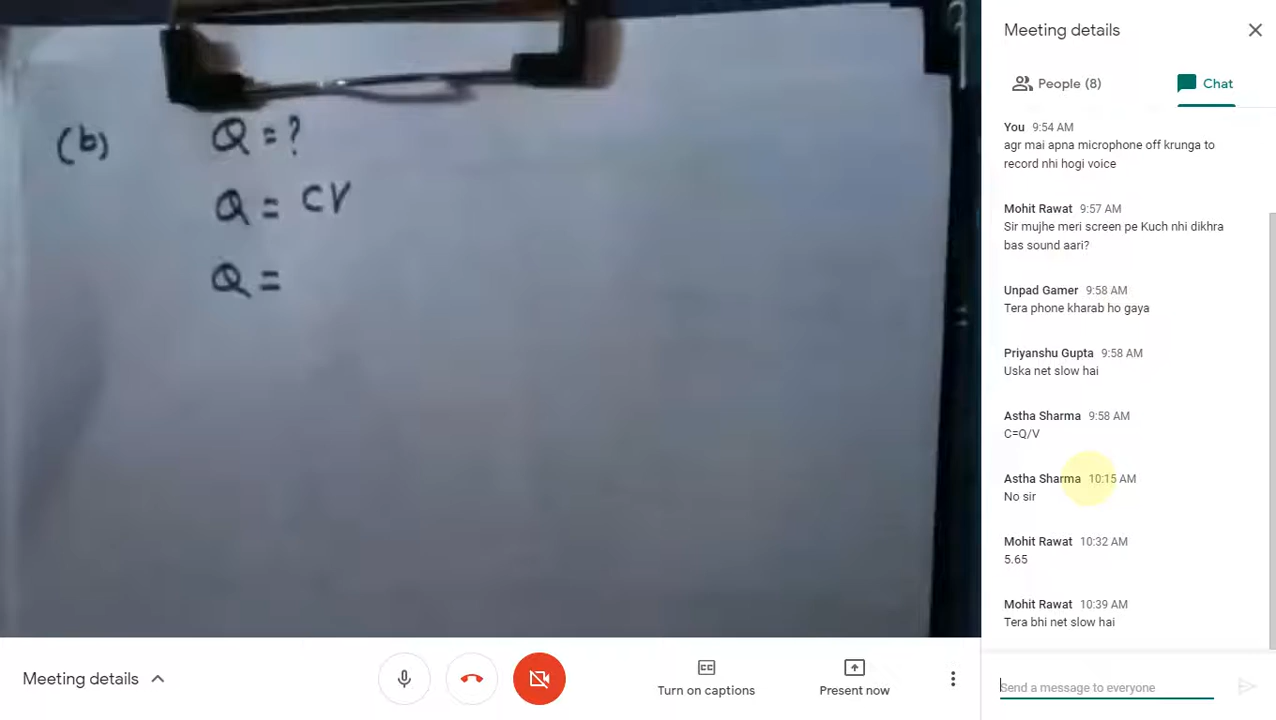 (b) Q = ?
Q = CV
Q =
Meeting details
People (8)
Chat
You 9:54 AM
agr mai apna microphone off krunga to
record nhi hogi voice
Mohit Rawat 9:57 AM
Sir mujhe meri screen pe Kuch nhi dikhra
bas sound aari?
Unpad Gamer 9:58 AM
Tera phone kharab ho gaya
Priyanshu Gupta 9:58 AM
Uska net slow hai
Astha Sharma 9:58 AM
C=Q/V
Astha Sharma 10:15 AM
No sir
Mohit Rawat 10:32 AM
5.65
Mohit Rawat 10:39 AM
Tera bhi net slow hai
Send a message to everyone
Meeting details
Turn on captions
Present now